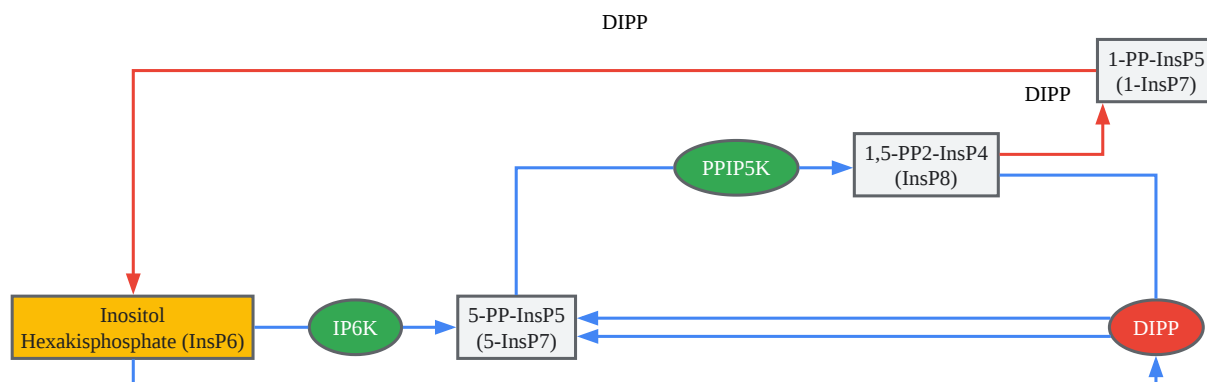 DIPP
1-PP-InsP5
(1-InsP7)
DIPP
PPIP5K
1,5-PP2-InsP4
(InsP8)
Inositol
Hexakisphosphate (InsP6)
IP6K
5-PP-InsP5
(5-InsP7)
DIPP